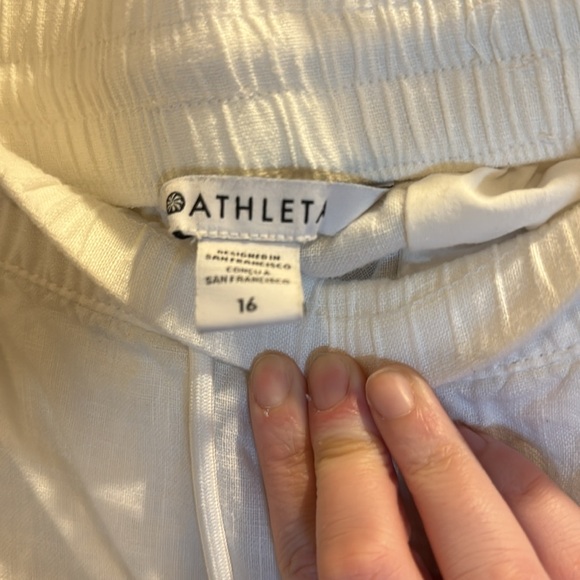 ATHLETA
DESIGNED IN
SAN FRANCISCO
CONÇU A
SAN FRANCISCO
16